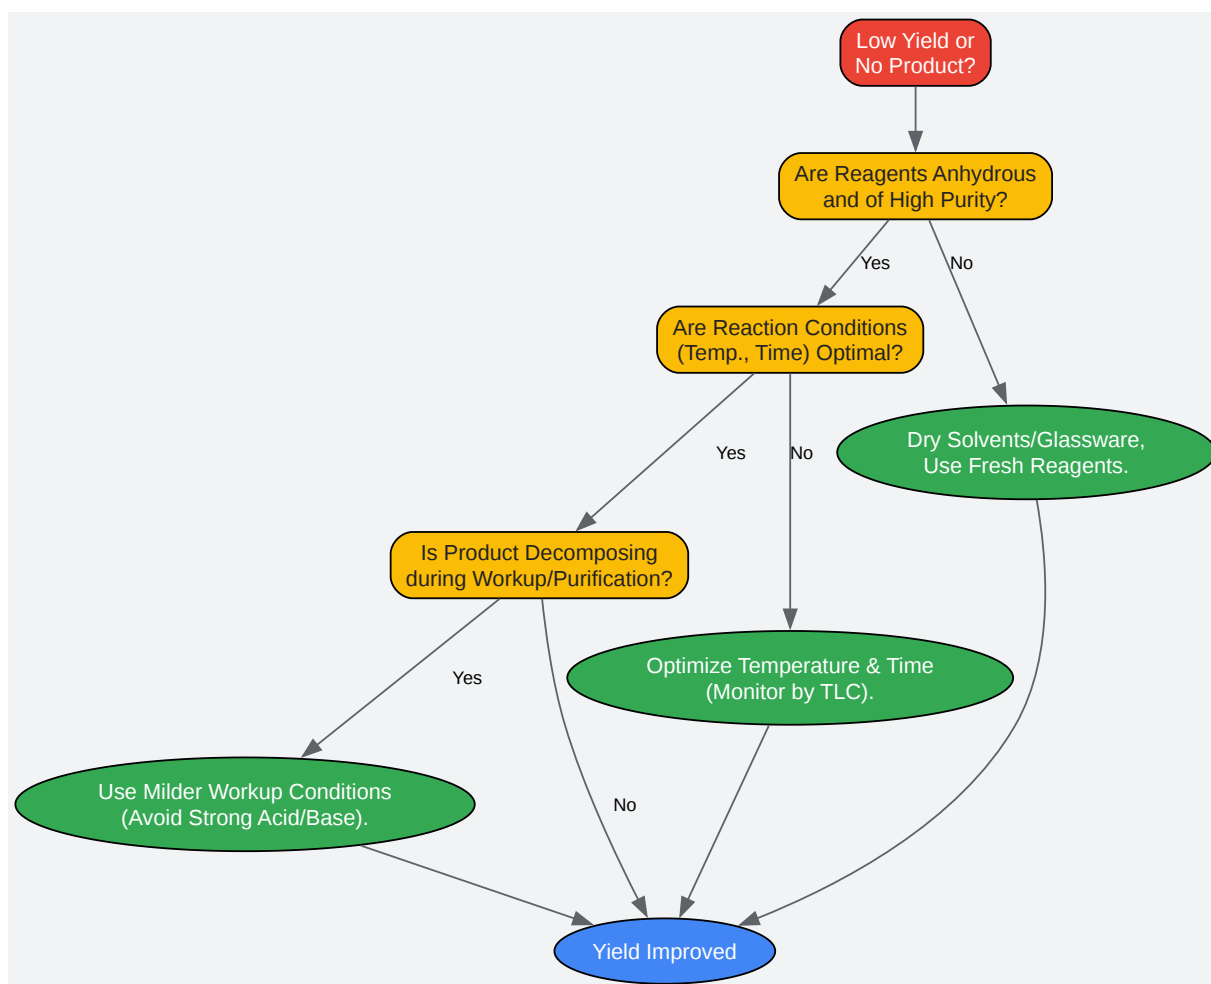 Low Yield or
No Product?
Are Reagents Anhydrous
and of High Purity?
Yes
No
Are Reaction Conditions
(Temp., Time) Optimal?
Dry Solvents/Glassware,
Use Fresh Reagents.
Yes
No
Is Product Decomposing
during Workup/Purification?
Optimize Temperature & Time
(Monitor by TLC).
Yes
Use Milder Workup Conditions
(Avoid Strong Acid/Base).
No
Yield Improved